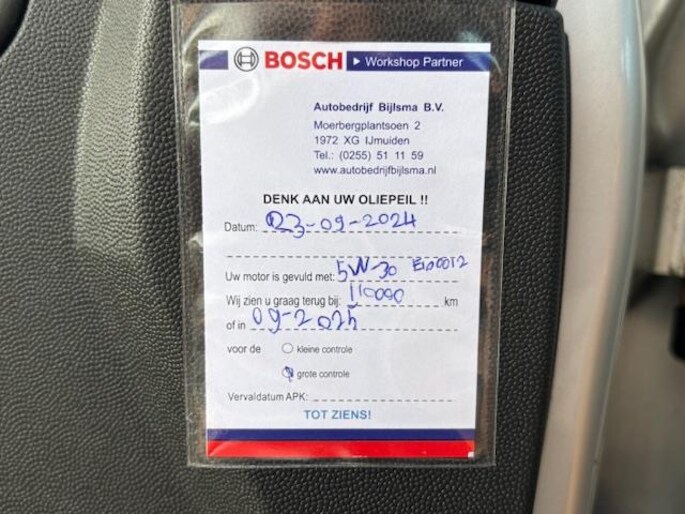 BOSCH Workshop Partner
Autobedrijf Bijlsma B.V.
Moerbergplantsoen 2
1972 XG IJmuiden
Tel.: (0255) 51 11 59
www.autobedrijfbijlsma.nl
DENK AAN UW OLIEPEIL !!
Datum: 23-09-2024
Uw motor is gevuld met: 5W-30
Wij zien u graag terug bij: 110000 km
of in 09-2025
voor de kleine controle
grote controle
Vervaldatum APK:
TOT ZIENS!